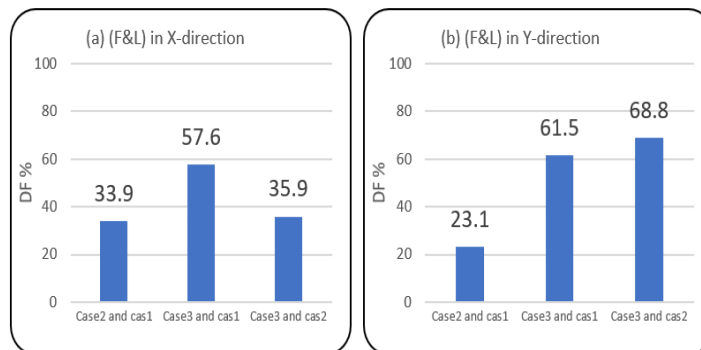 (a) (F&L) in X-direction
100
80
60
40
20
0
DF %
33.9
57.6
35.9
Case2 and cas1
Case3 and cas1
Case3 and cas2
(b) (F&L) in Y-direction
100
80
60
40
20
0
DF %
23.1
61.5
68.8
Case2 and cas1
Case3 and cas1
Case3 and cas2